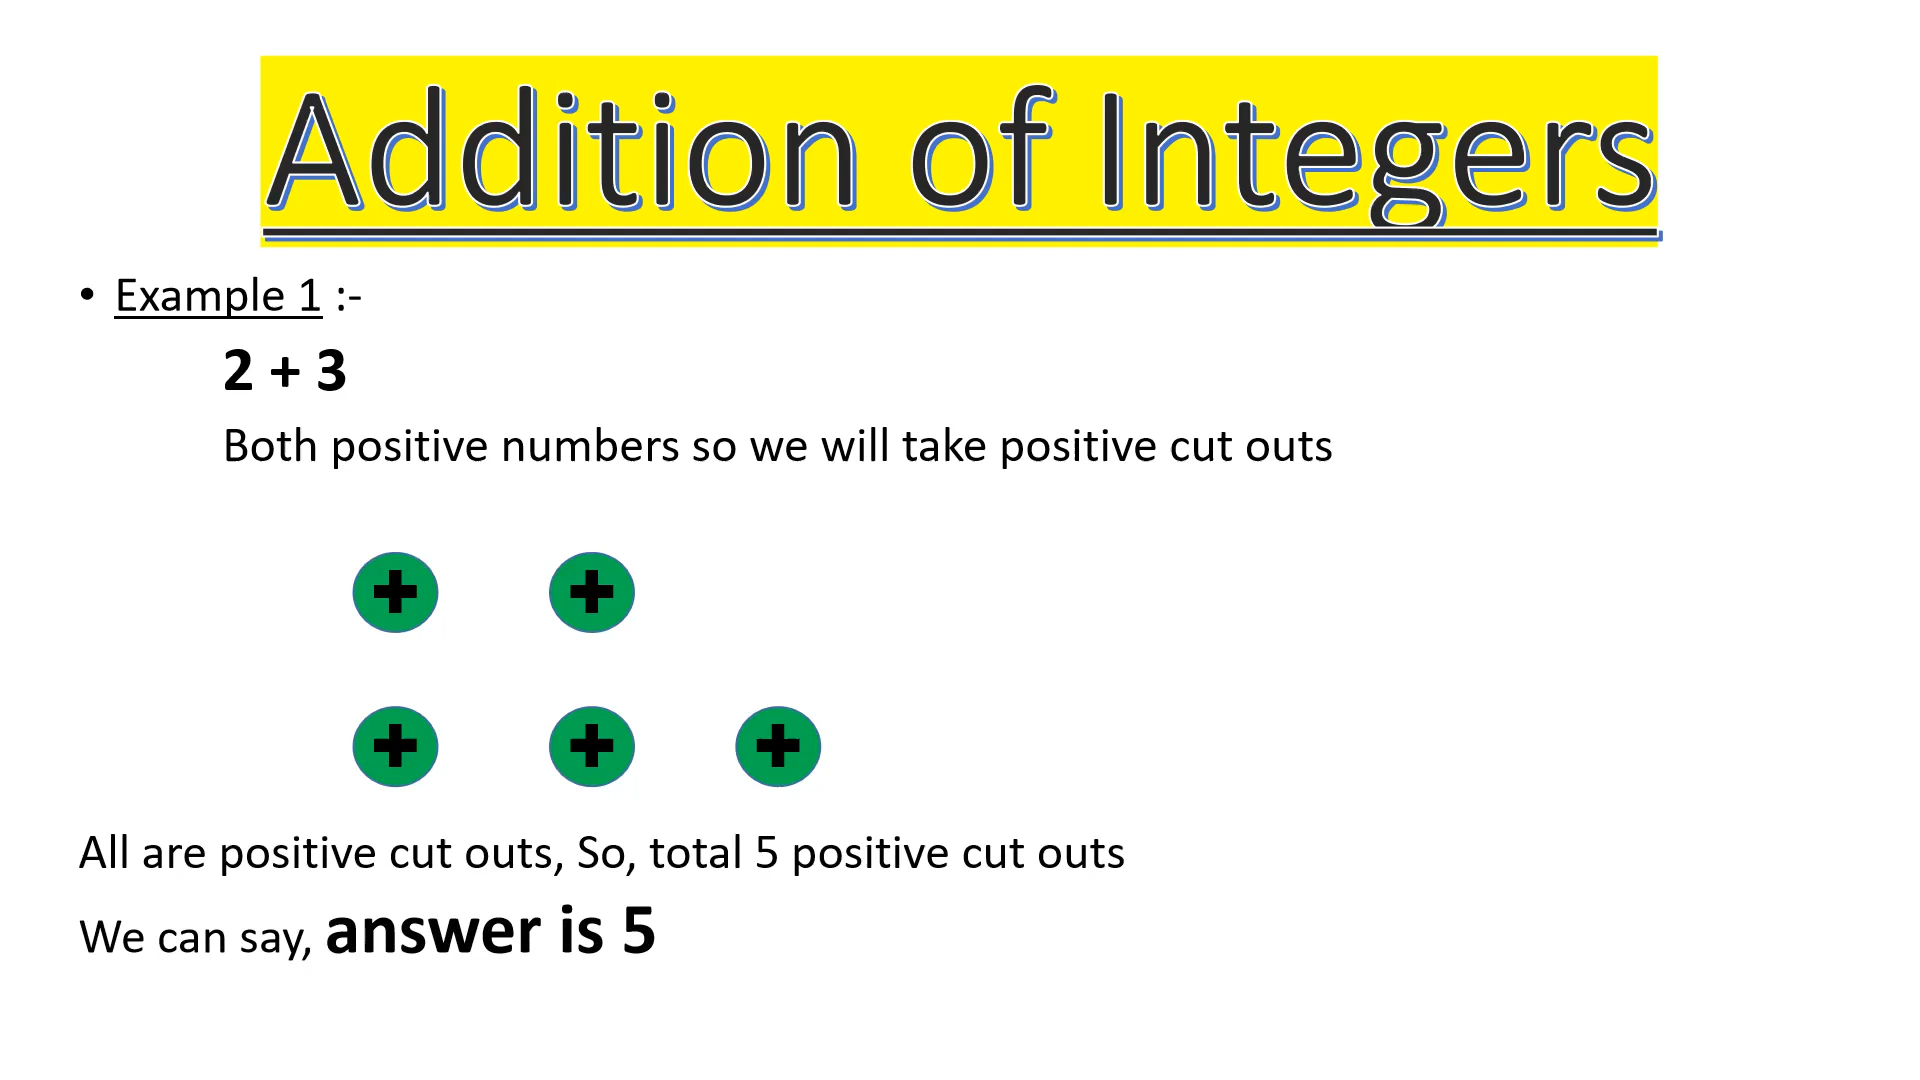 Addition of Integers
• Example 1 :-
2 + 3
Both positive numbers so we will take positive cut outs
+ +
+ + +
All are positive cut outs, So, total 5 positive cut outs
We can say, answer is 5